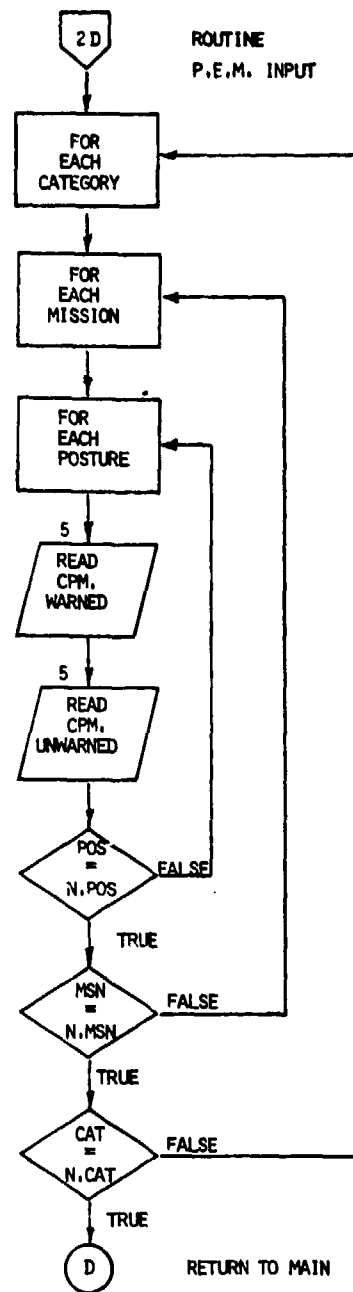 2D
ROUTINE
P.E.M. INPUT
FOR
EACH
CATEGORY
FOR
EACH
MISSION
FOR
EACH
POSTURE
5
READ
CPM.
WARNED
5
READ
CPM.
UNWARNED
POS
=
N.POS
FALSE
TRUE
MSN
=
N.MSN
FALSE
TRUE
CAT
=
N.CAT
FALSE
TRUE
D
RETURN TO MAIN